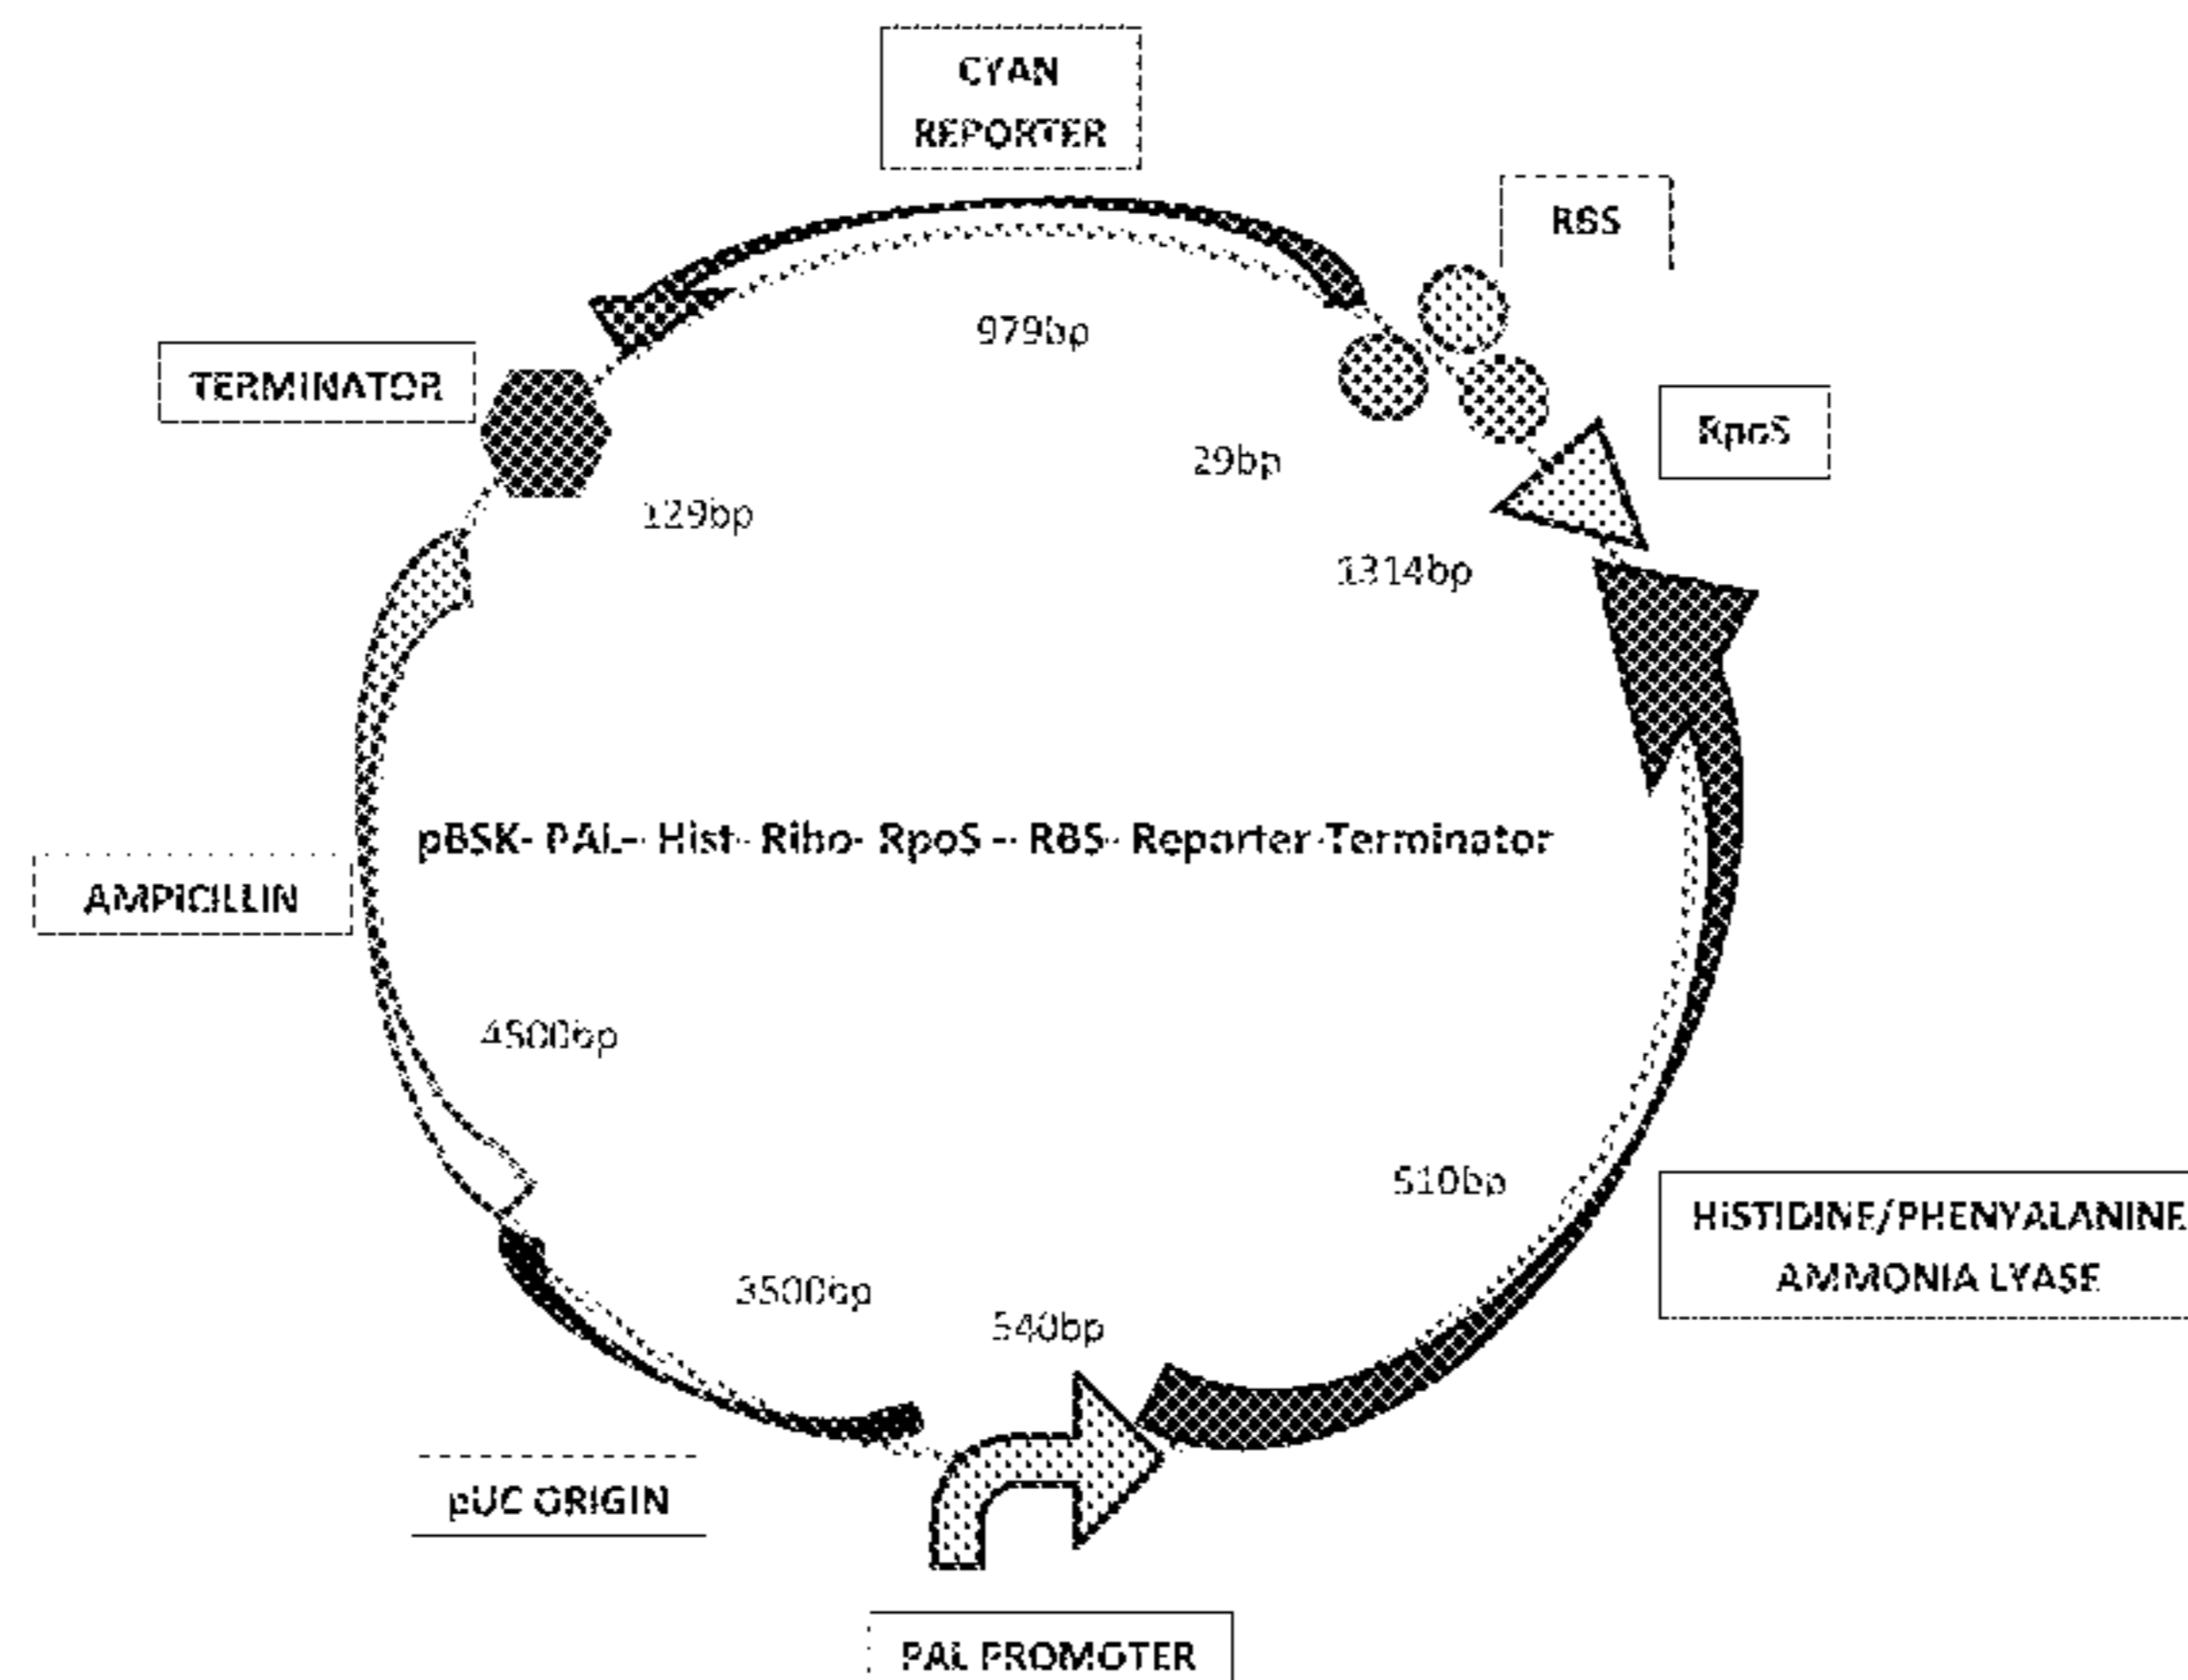 CYAN
REPORTER
RBS
979bp
TERMINATOR
RpoS
29bp
129bp
1314bp
pBSK- PAL-- Hist- Ribo- RpoS -- RBS- Reporter-Terminator
AMPICILLIN
4500bp
510bp
HISTIDINE/PHENYALANINE
AMMONIA LYASE
3500bp
540bp
pUC ORIGIN
PAL PROMOTER